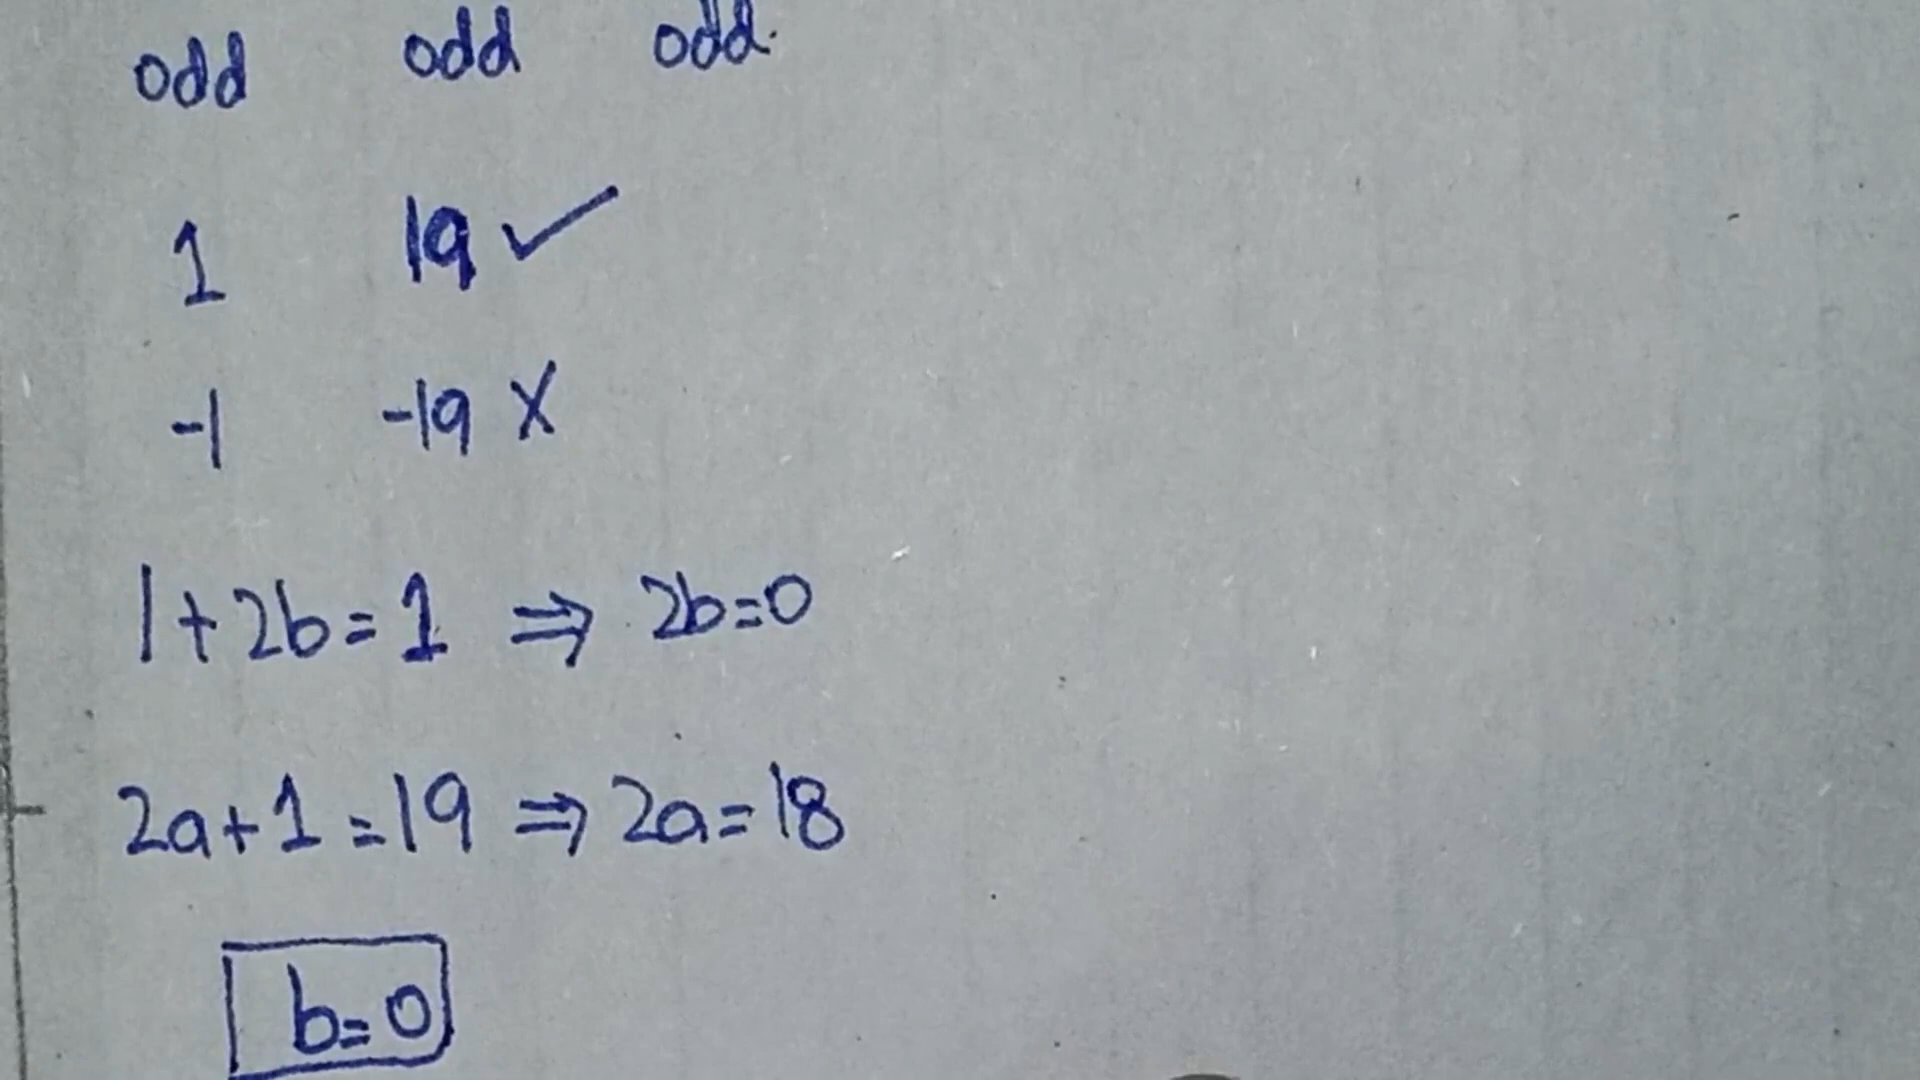 odd odd odd.
1 19 ✓
-1 -19 X
1+2b=1 ⇒ 2b=0
2a+1=19 ⇒ 2a=18
b=0